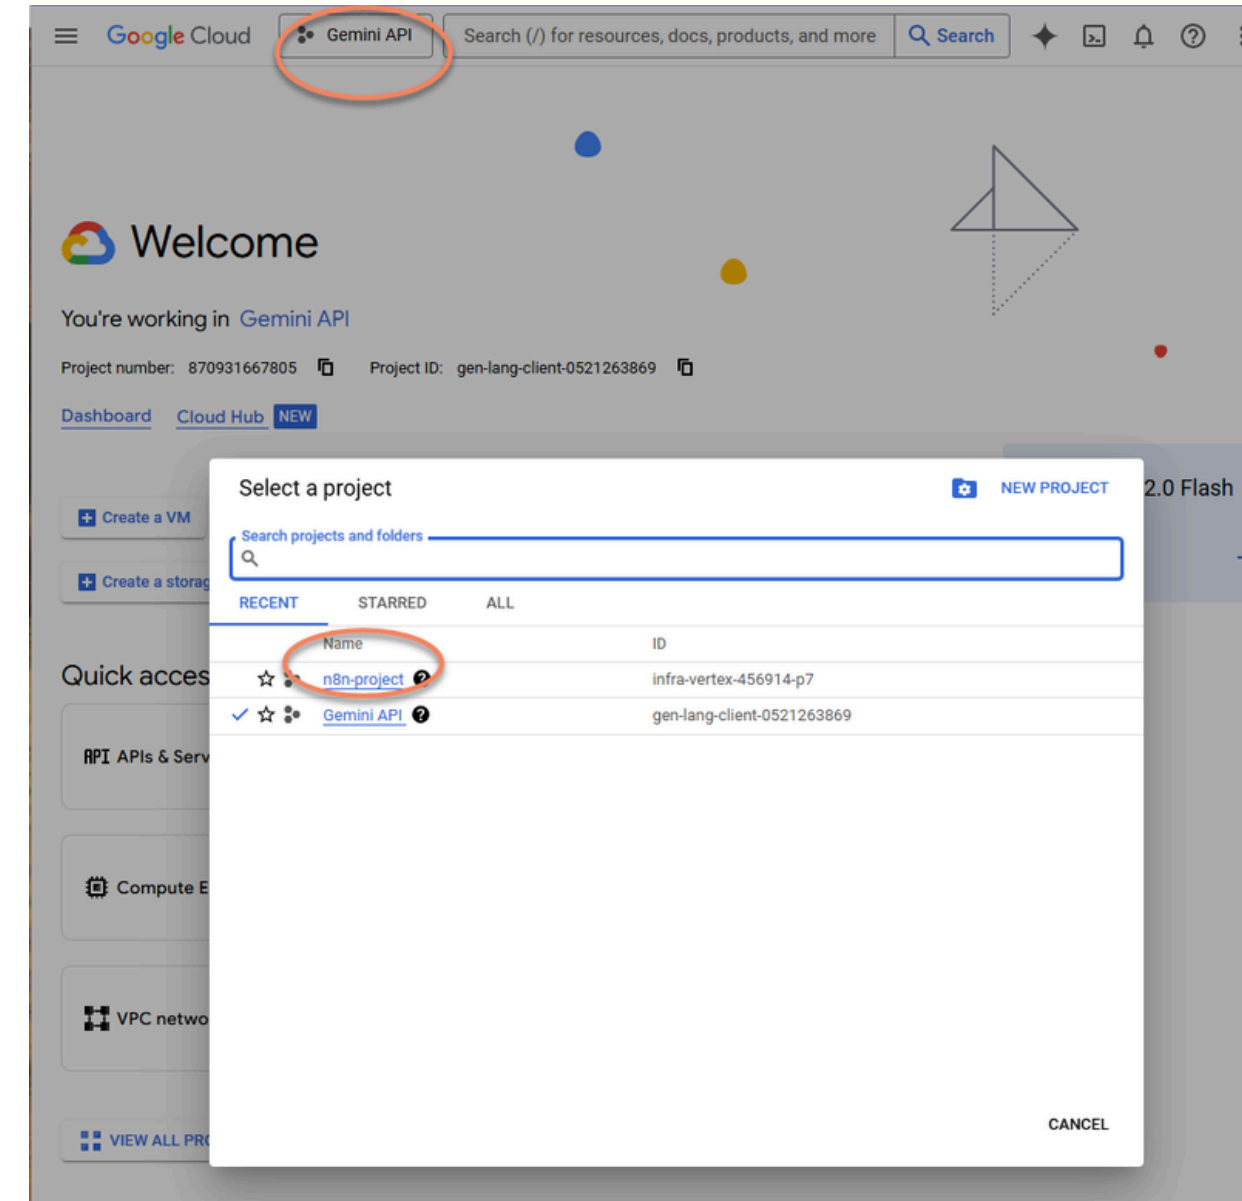 Google Cloud
Gemini API
Search (/) for resources, docs, products, and more
Search
Welcome
You're working in Gemini API
Project number: 870931667805 Project ID: gen-lang-client-0521263869
Dashboard Cloud Hub NEW
2.0 Flash
Create a VM
Create a storag
Quick acces
API APIs & Serv
Compute E
VPC netwo
VIEW ALL PRO
Select a project
NEW PROJECT
Search projects and folders
RECENT STARRED ALL
Name ID
n8n-project infra-vertex-456914-p7
Gemini API gen-lang-client-0521263869
CANCEL